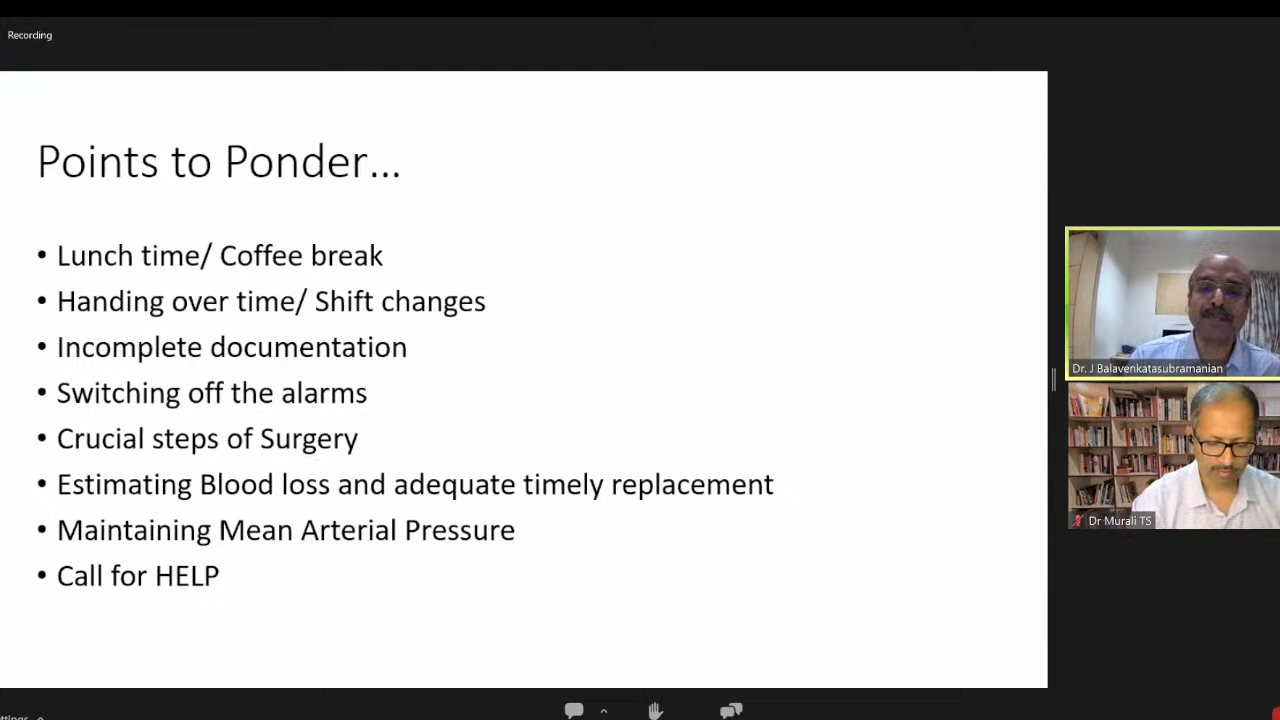 Recording
Points to Ponder...
• Lunch time/ Coffee break
• Handing over time/ Shift changes
• Incomplete documentation
• Switching off the alarms
• Crucial steps of Surgery
• Estimating Blood loss and adequate timely replacement
• Maintaining Mean Arterial Pressure
• Call for HELP
Dr. J Balavenkatasubramanian
Dr Murali TS